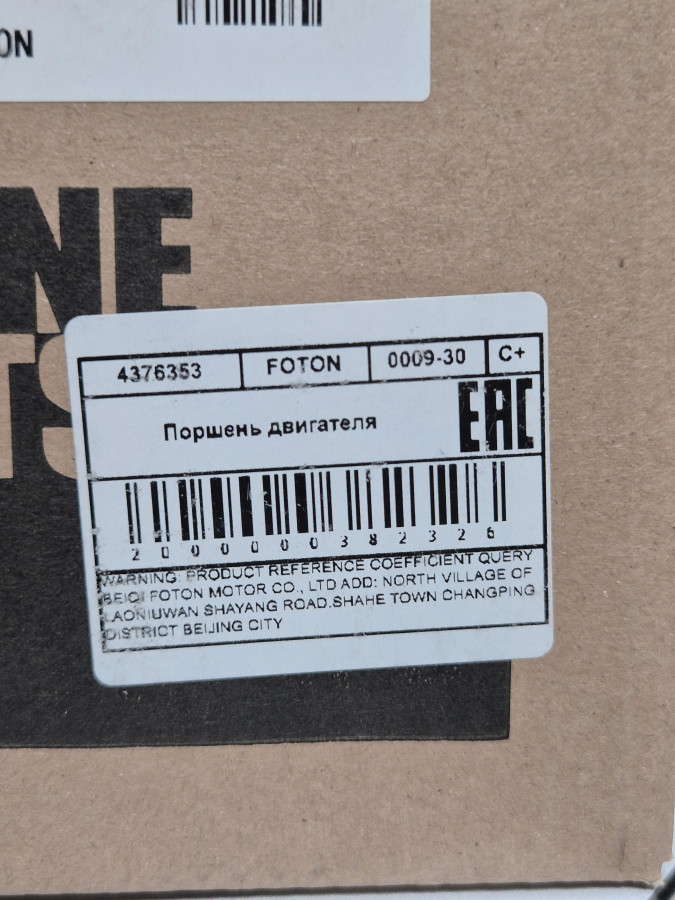 ON
NE
TS
4376353 FOTON 0009-30 C+
Поршень двигателя EAC
2000000382326
WARNING: PRODUCT REFERENCE COEFFICIENT QUERY
BEIQI FOTON MOTOR CO., LTD ADD: NORTH VILLAGE OF
LAONIUWAN SHAYANG ROAD.SHAHE TOWN CHANGPING
DISTRICT BEIJING CITY